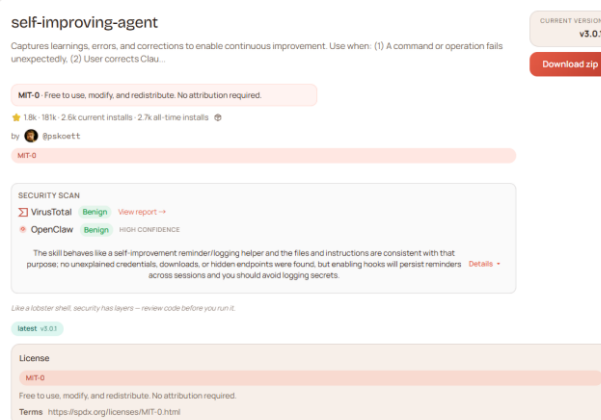 self-improving-agent
CURRENT VERSION
v3.0.1
Captures learnings, errors, and corrections to enable continuous improvement. Use when: (1) A command or operation fails
unexpectedly, (2) User corrects Clau...
Download zip
MIT-0 · Free to use, modify, and redistribute. No attribution required.
1.8k · 181k · 2.6k current installs · 2.7k all-time installs
by @pskoett
MIT-0
SECURITY SCAN
VirusTotal Benign View report →
OpenClaw Benign HIGH CONFIDENCE
The skill behaves like a self-improvement reminder/logging helper and the files and instructions are consistent with that
purpose; no unexplained credentials, downloads, or hidden endpoints were found, but enabling hooks will persist reminders
across sessions and you should avoid logging secrets.
Details
Like a lobster shell, security has layers — review code before you run it.
latest v3.0.1
License
MIT-0
Free to use, modify, and redistribute. No attribution required.
Terms https://spdx.org/licenses/MIT-0.html